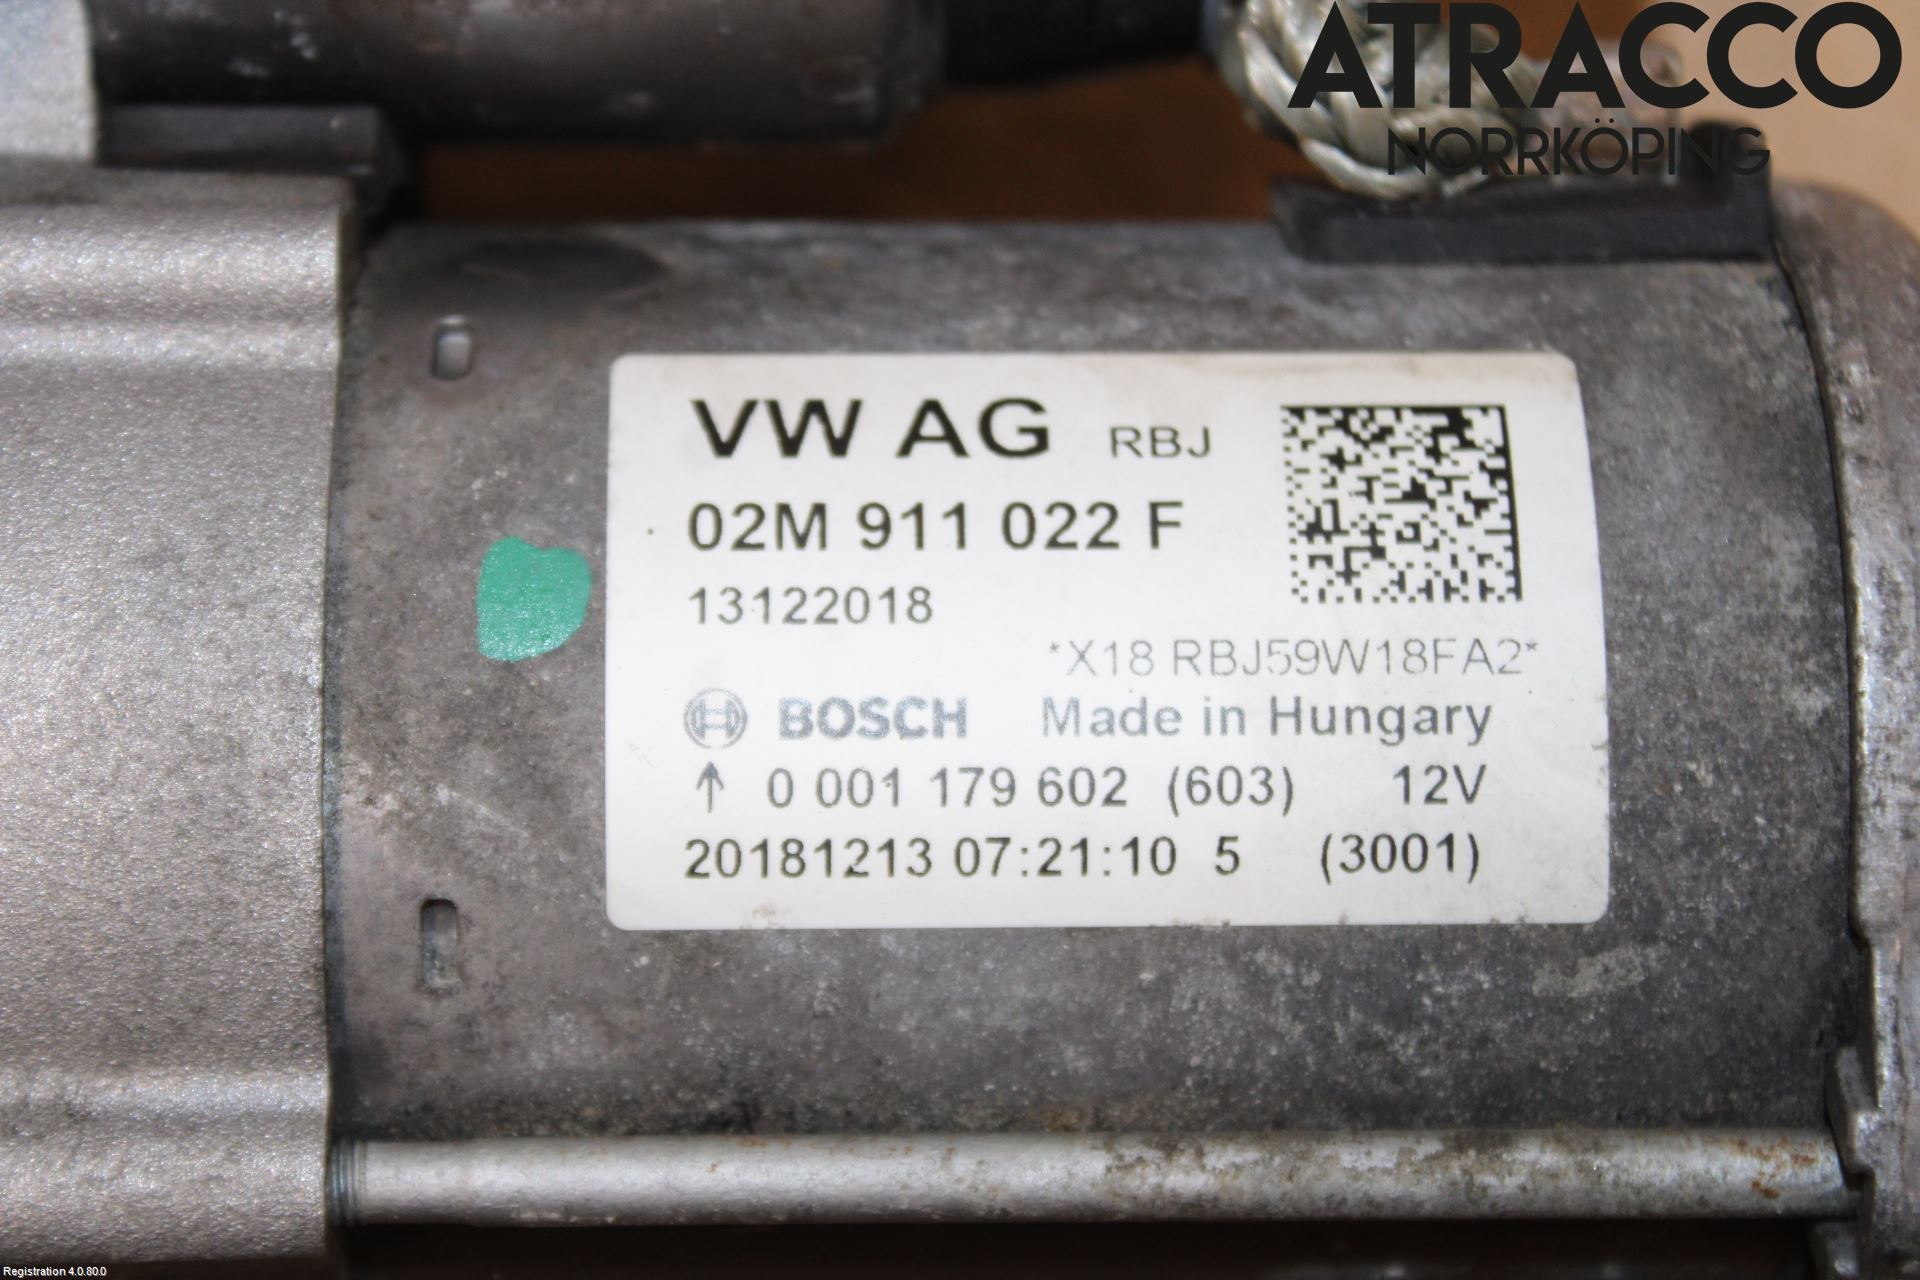 ATRACCO
NORRKÖPING
VW AG RBJ
02M 911 022 F
13122018
*X18 RBJ59W18FA2*
BOSCH Made in Hungary
↑ 0 001 179 602 (603) 12V
20181213 07:21:10 5 (3001)
Registration 4.0.80.0